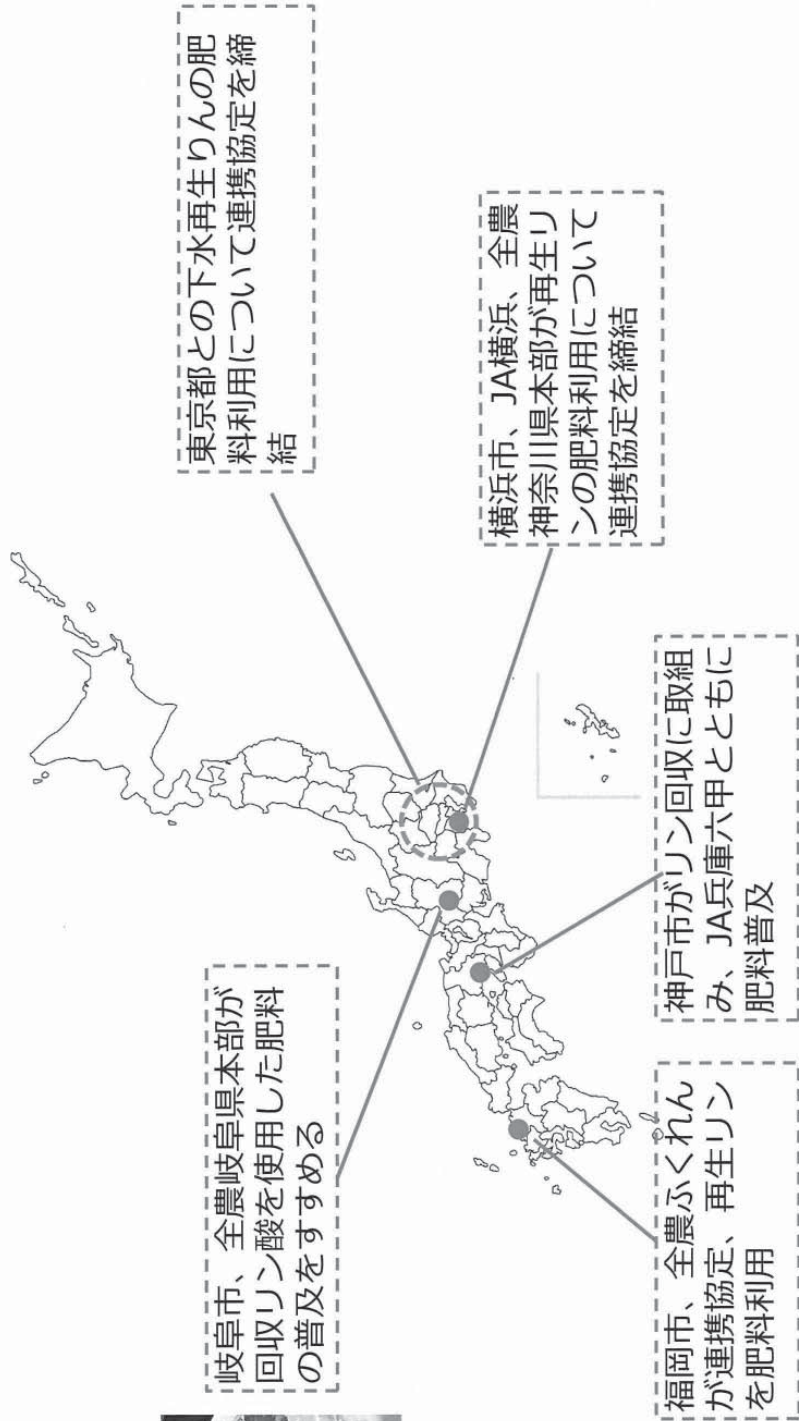 岐阜市、全農岐阜県本部が
回収リン酸を使用した肥料
の普及をすすめる
東京都との下水再生りんの肥
料利用について連携協定を締
結
横浜市、JA横浜、全農
神奈川県本部が再生リ
ンの肥料利用について
連携協定を締結
福岡市、全農ふくれん
が連携協定、再生リン
を肥料利用
神戸市がリン回収に取組
み、JA兵庫六甲とともに
肥料普及